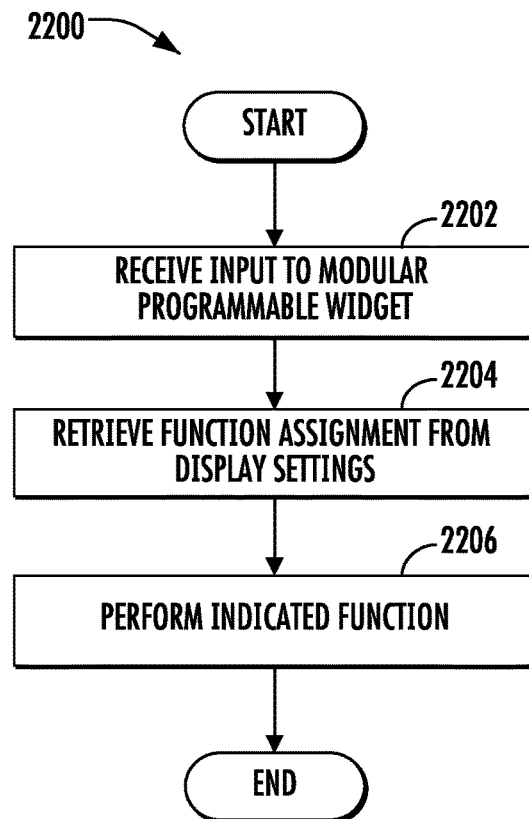 2200
START
2202
RECEIVE INPUT TO MODULAR
PROGRAMMABLE WIDGET
2204
RETRIEVE FUNCTION ASSIGNMENT FROM
DISPLAY SETTINGS
2206
PERFORM INDICATED FUNCTION
END